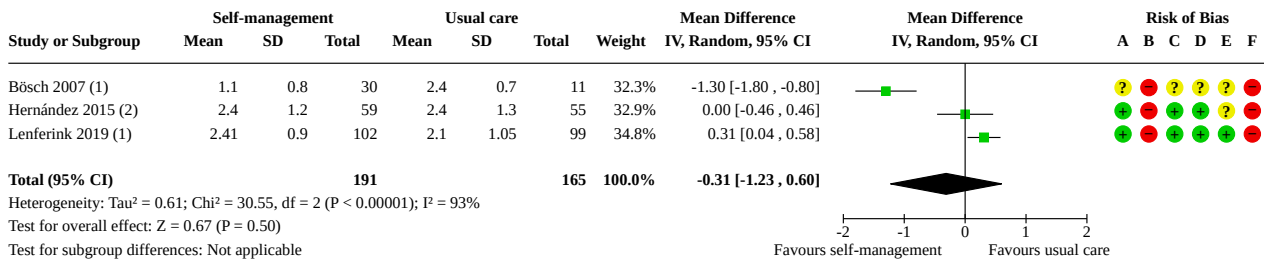 Self-management Usual care Mean Difference Mean Difference Risk of Bias
Study or Subgroup Mean SD Total Mean SD Total Weight IV, Random, 95% CI IV, Random, 95% CI A B C D E F
Bösch 2007 (1) 1.1 0.8 30 2.4 0.7 11 32.3% -1.30 [-1.80 , -0.80] ? − ? ? ? −
Hernández 2015 (2) 2.4 1.2 59 2.4 1.3 55 32.9% 0.00 [-0.46 , 0.46] + − + + ? −
Lenferink 2019 (1) 2.41 0.9 102 2.1 1.05 99 34.8% 0.31 [0.04 , 0.58] + − + + + −
Total (95% CI) 191 165 100.0% -0.31 [-1.23 , 0.60]
Heterogeneity: Tau² = 0.61; Chi² = 30.55, df = 2 (P < 0.00001); I² = 93%
Test for overall effect: Z = 0.67 (P = 0.50)
-2 -1 0 1 2
Test for subgroup differences: Not applicable
Favours self-management Favours usual care